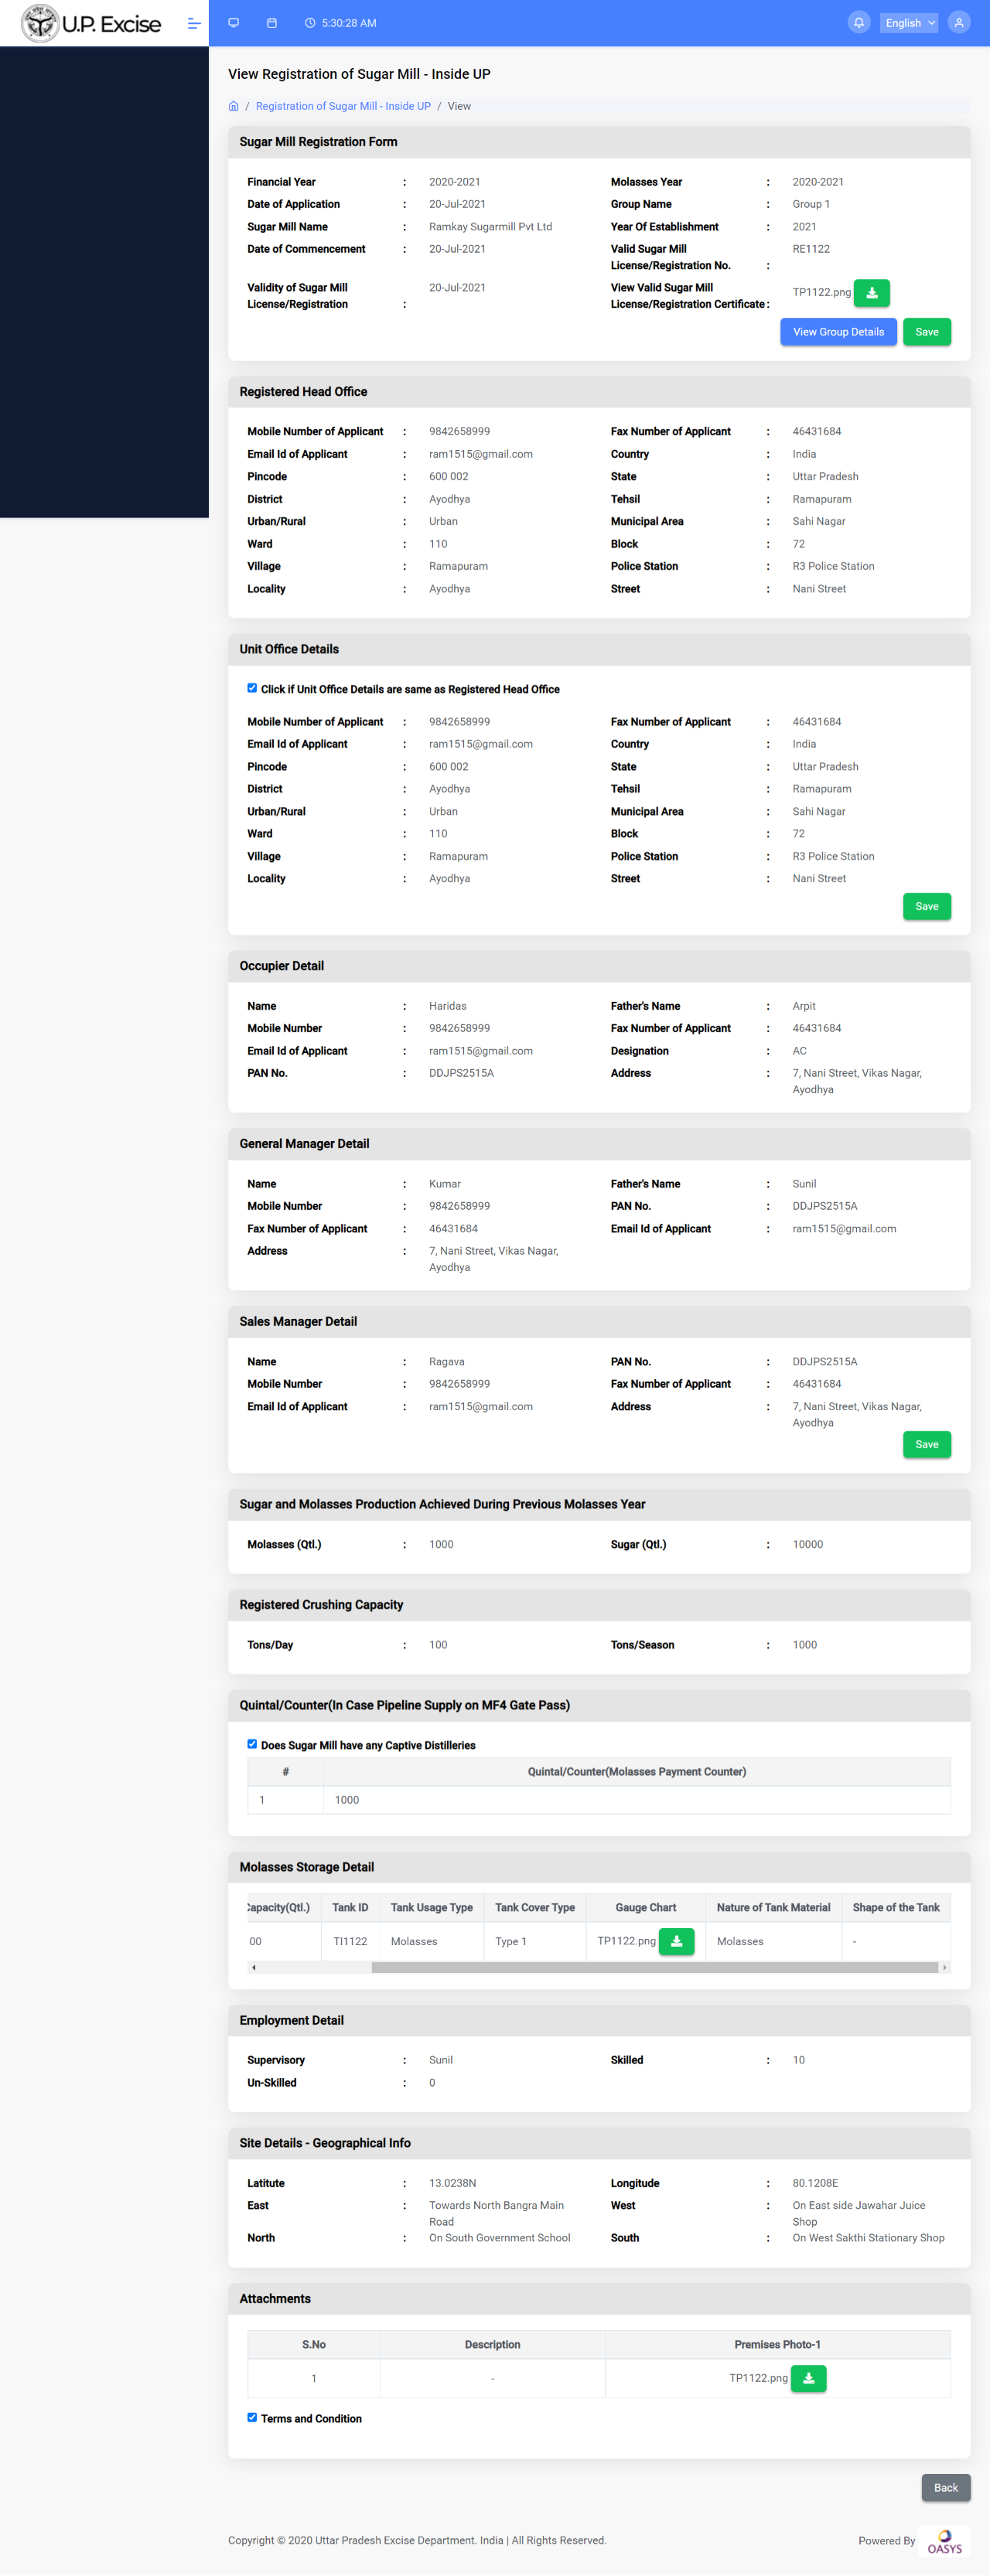 U.P. Excise
5:30:28 AM
English
View Registration of Sugar Mill - Inside UP
/ Registration of Sugar Mill - Inside UP / View
Sugar Mill Registration Form
Financial Year : 2020-2021 Molasses Year : 2020-2021
Date of Application : 20-Jul-2021 Group Name : Group 1
Sugar Mill Name : Ramkay Sugarmill Pvt Ltd Year Of Establishment : 2021
Date of Commencement : 20-Jul-2021 Valid Sugar Mill RE1122
License/Registration No. :
Validity of Sugar Mill 20-Jul-2021 View Valid Sugar Mill TP1122.png
License/Registration : License/Registration Certificate :
View Group Details Save
Registered Head Office
Mobile Number of Applicant : 9842658999 Fax Number of Applicant : 46431684
Email Id of Applicant : ram1515@gmail.com Country : India
Pincode : 600 002 State : Uttar Pradesh
District : Ayodhya Tehsil : Ramapuram
Urban/Rural : Urban Municipal Area : Sahi Nagar
Ward : 110 Block : 72
Village : Ramapuram Police Station : R3 Police Station
Locality : Ayodhya Street : Nani Street
Unit Office Details
Click if Unit Office Details are same as Registered Head Office
Mobile Number of Applicant : 9842658999 Fax Number of Applicant : 46431684
Email Id of Applicant : ram1515@gmail.com Country : India
Pincode : 600 002 State : Uttar Pradesh
District : Ayodhya Tehsil : Ramapuram
Urban/Rural : Urban Municipal Area : Sahi Nagar
Ward : 110 Block : 72
Village : Ramapuram Police Station : R3 Police Station
Locality : Ayodhya Street : Nani Street
Save
Occupier Detail
Name : Haridas Father's Name : Arpit
Mobile Number : 9842658999 Fax Number of Applicant : 46431684
Email Id of Applicant : ram1515@gmail.com Designation : AC
PAN No. : DDJPS2515A Address : 7, Nani Street, Vikas Nagar,
Ayodhya
General Manager Detail
Name : Kumar Father's Name : Sunil
Mobile Number : 9842658999 PAN No. : DDJPS2515A
Fax Number of Applicant : 46431684 Email Id of Applicant : ram1515@gmail.com
Address : 7, Nani Street, Vikas Nagar,
Ayodhya
Sales Manager Detail
Name : Ragava PAN No. : DDJPS2515A
Mobile Number : 9842658999 Fax Number of Applicant : 46431684
Email Id of Applicant : ram1515@gmail.com Address : 7, Nani Street, Vikas Nagar,
Ayodhya
Save
Sugar and Molasses Production Achieved During Previous Molasses Year
Molasses (Qtl.) : 1000 Sugar (Qtl.) : 10000
Registered Crushing Capacity
Tons/Day : 100 Tons/Season : 1000
Quintal/Counter(In Case Pipeline Supply on MF4 Gate Pass)
Does Sugar Mill have any Captive Distilleries
# Quintal/Counter(Molasses Payment Counter)
1 1000
Molasses Storage Detail
Capacity(Qtl.) Tank ID Tank Usage Type Tank Cover Type Gauge Chart Nature of Tank Material Shape of the Tank
00 TI1122 Molasses Type 1 TP1122.png Molasses -
Employment Detail
Supervisory : Sunil Skilled : 10
Un-Skilled : 0
Site Details - Geographical Info
Latitute : 13.0238N Longitude : 80.1208E
East : Towards North Bangra Main West : On East side Jawahar Juice
Road Shop
North : On South Government School South : On West Sakthi Stationary Shop
Attachments
S.No Description Premises Photo-1
1 - TP1122.png
Terms and Condition
Back
Copyright © 2020 Uttar Pradesh Excise Department. India | All Rights Reserved. Powered By OASYS